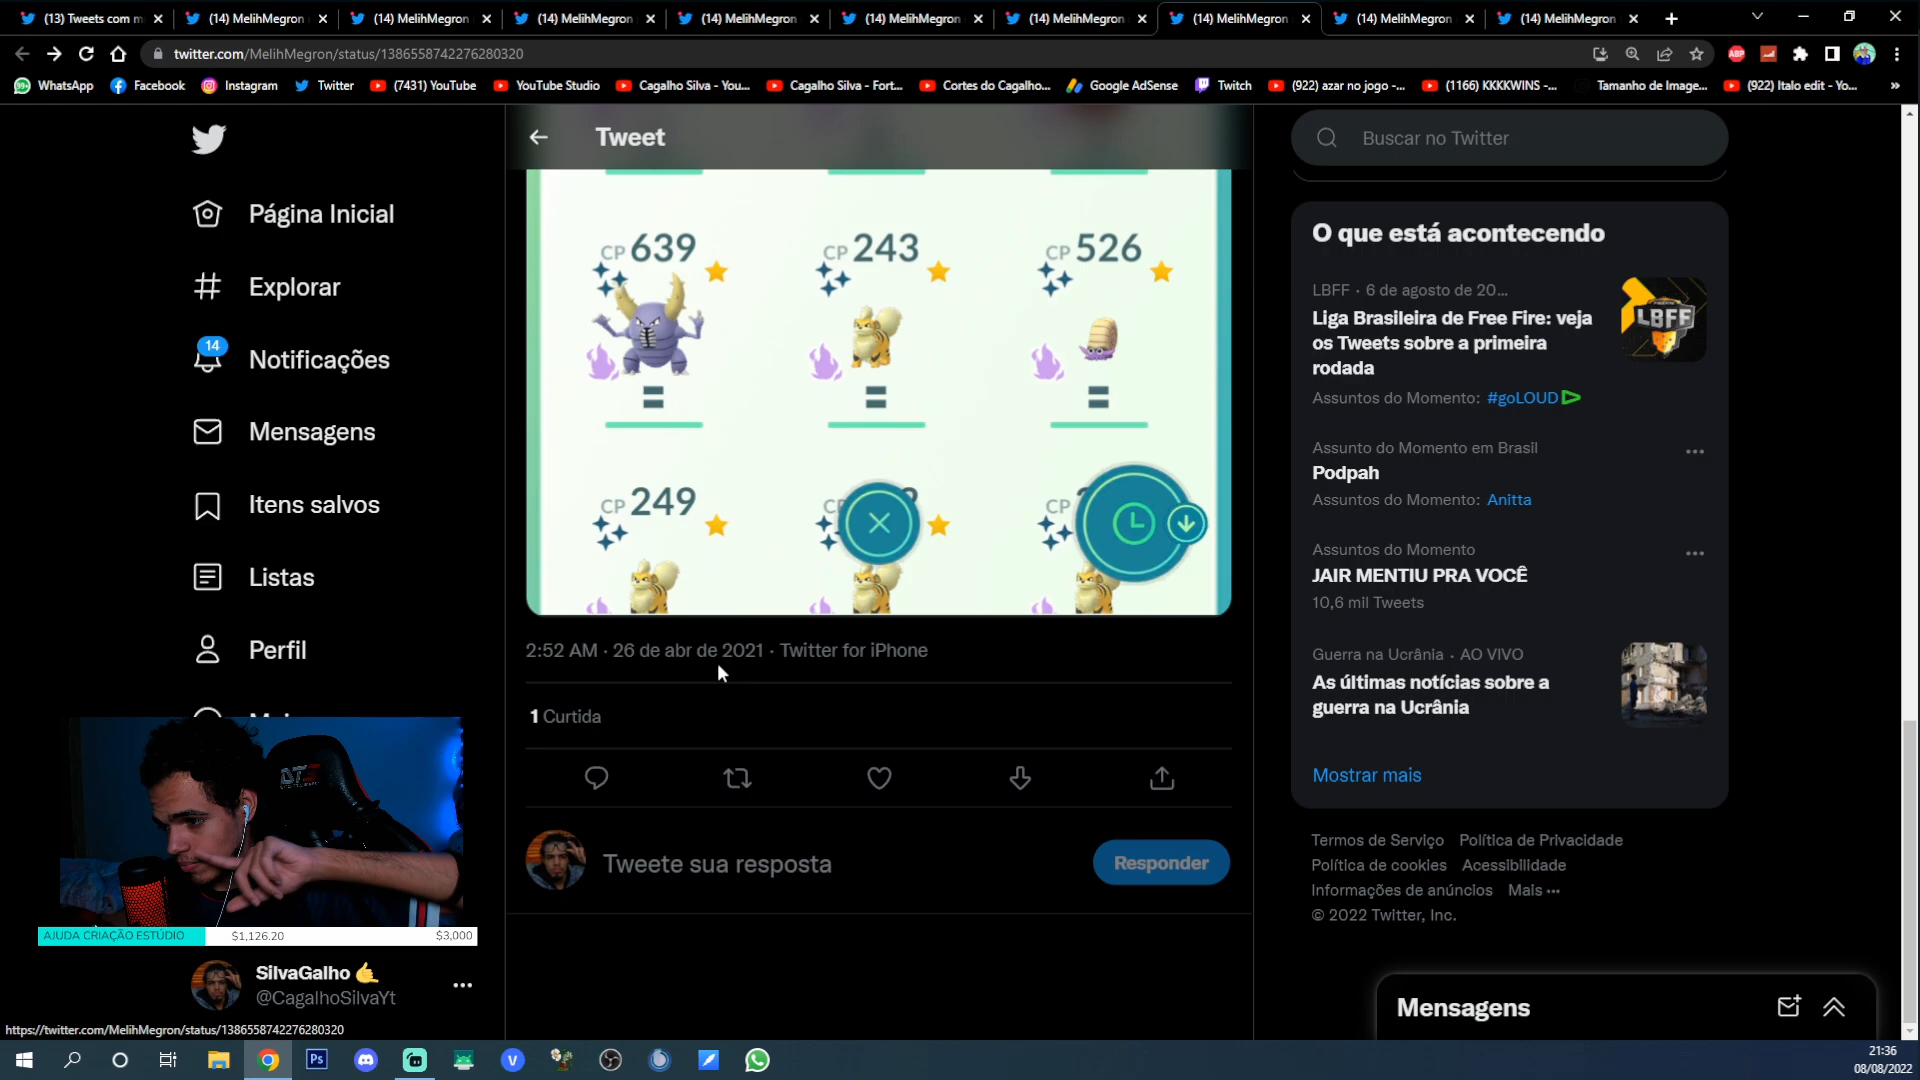 (13) Tweets com m
(14) MelihMegron
(14) MelihMegron
(14) MelihMegron
(14) MelihMegron
(14) MelihMegron
(14) MelihMegron
(14) MelihMegron
(14) MelihMegron
(14) MelihMegron
twitter.com/MelihMegron/status/1386558742276280320
WhatsApp
Facebook
Instagram
Twitter
(7431) YouTube
YouTube Studio
Cagalho Silva - You...
Cagalho Silva - Fort...
Cortes do Cagalho...
Google AdSense
Twitch
(922) azar no jogo -...
(1166) KKKKWINS -...
Tamanho de Image...
(922) Italo edit - Yo...
Página Inicial
Explorar
14
Notificações
Mensagens
Itens salvos
Listas
Perfil
AJUDA CRIAÇÃO ESTÚDIO $1,126.20 $3,000
SilvaGalho
@CagalhoSilvaYt
https://twitter.com/MelihMegron/status/1386558742276280320
Tweet
CP 639
CP 243
CP 526
CP 249
2:52 AM · 26 de abr de 2021 · Twitter for iPhone
1 Curtida
Tweete sua resposta
Responder
Buscar no Twitter
O que está acontecendo
LBFF · 6 de agosto de 20...
Liga Brasileira de Free Fire: veja
os Tweets sobre a primeira
rodada
Assuntos do Momento: #goLOUD
LBFF
Assunto do Momento em Brasil
Podpah
Assuntos do Momento: Anitta
Assuntos do Momento
JAIR MENTIU PRA VOCÊ
10,6 mil Tweets
Guerra na Ucrânia · AO VIVO
As últimas notícias sobre a
guerra na Ucrânia
Mostrar mais
Termos de Serviço Política de Privacidade
Política de cookies Acessibilidade
Informações de anúncios Mais ···
© 2022 Twitter, Inc.
Mensagens
21:36
08/08/2022